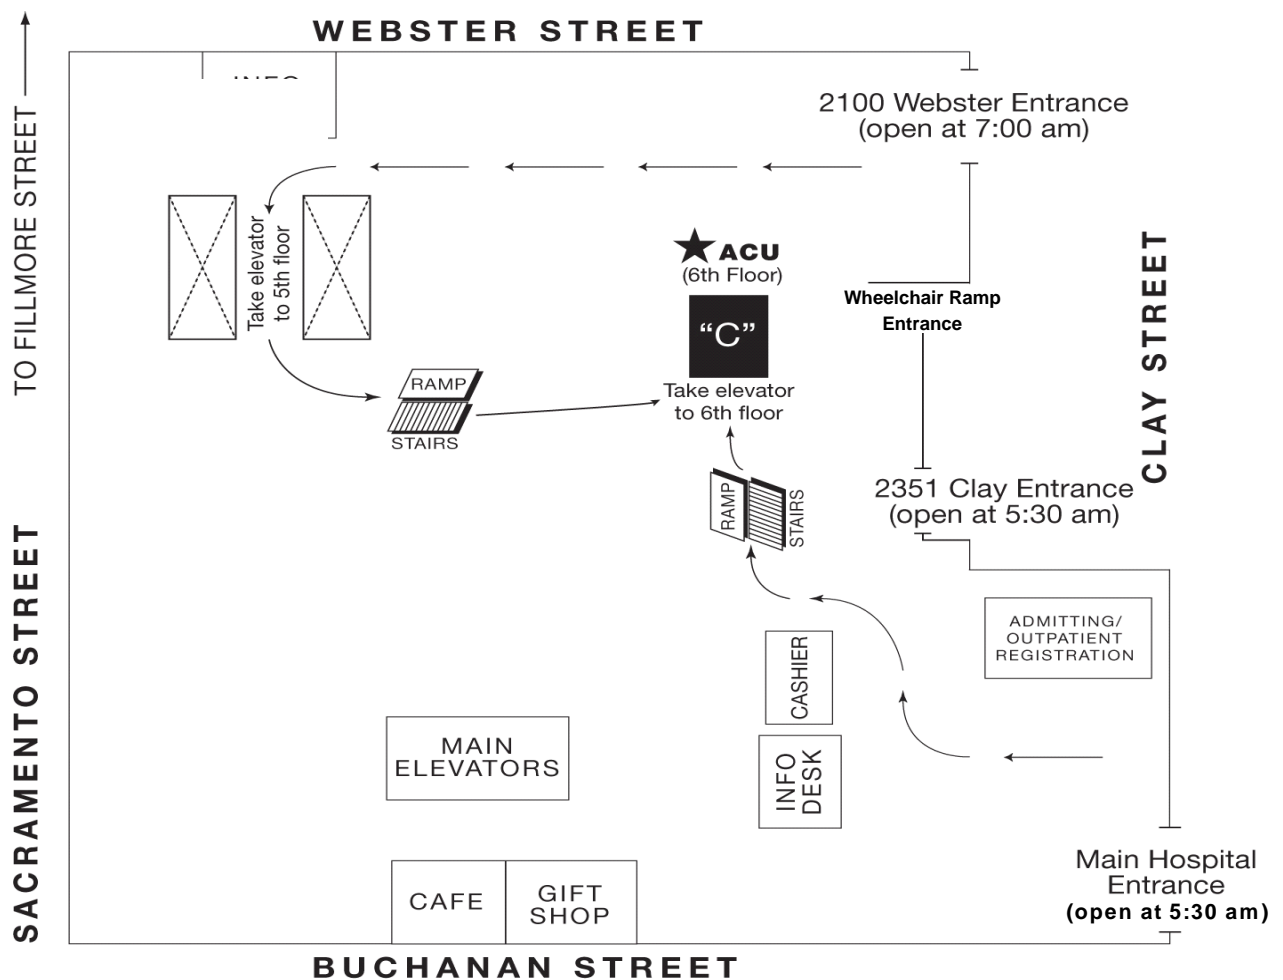 WEBSTER STREET
TO FILLMORE STREET
2100 Webster Entrance
(open at 7:00 am)
Take elevator
to 5th floor
ACU
(6th Floor)
"C"
Take elevator
to 6th floor
Wheelchair Ramp
Entrance
CLAY STREET
RAMP
STAIRS
2351 Clay Entrance
(open at 5:30 am)
RAMP
STAIRS
SACRAMENTO STREET
ADMITTING/
OUTPATIENT
REGISTRATION
CASHIER
MAIN
ELEVATORS
INFO
DESK
Main Hospital
Entrance
(open at 5:30 am)
CAFE
GIFT
SHOP
BUCHANAN STREET